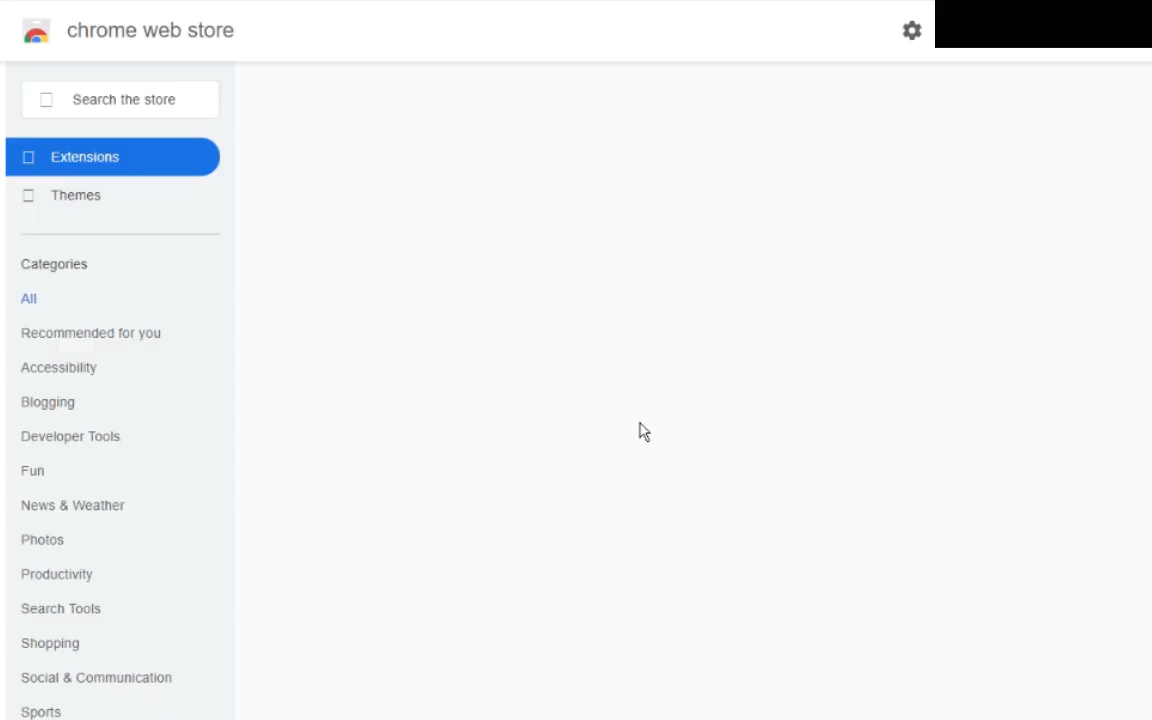 chrome web store
Search the store
Extensions
Themes
Categories
All
Recommended for you
Accessibility
Blogging
Developer Tools
Fun
News & Weather
Photos
Productivity
Search Tools
Shopping
Social & Communication
Sports